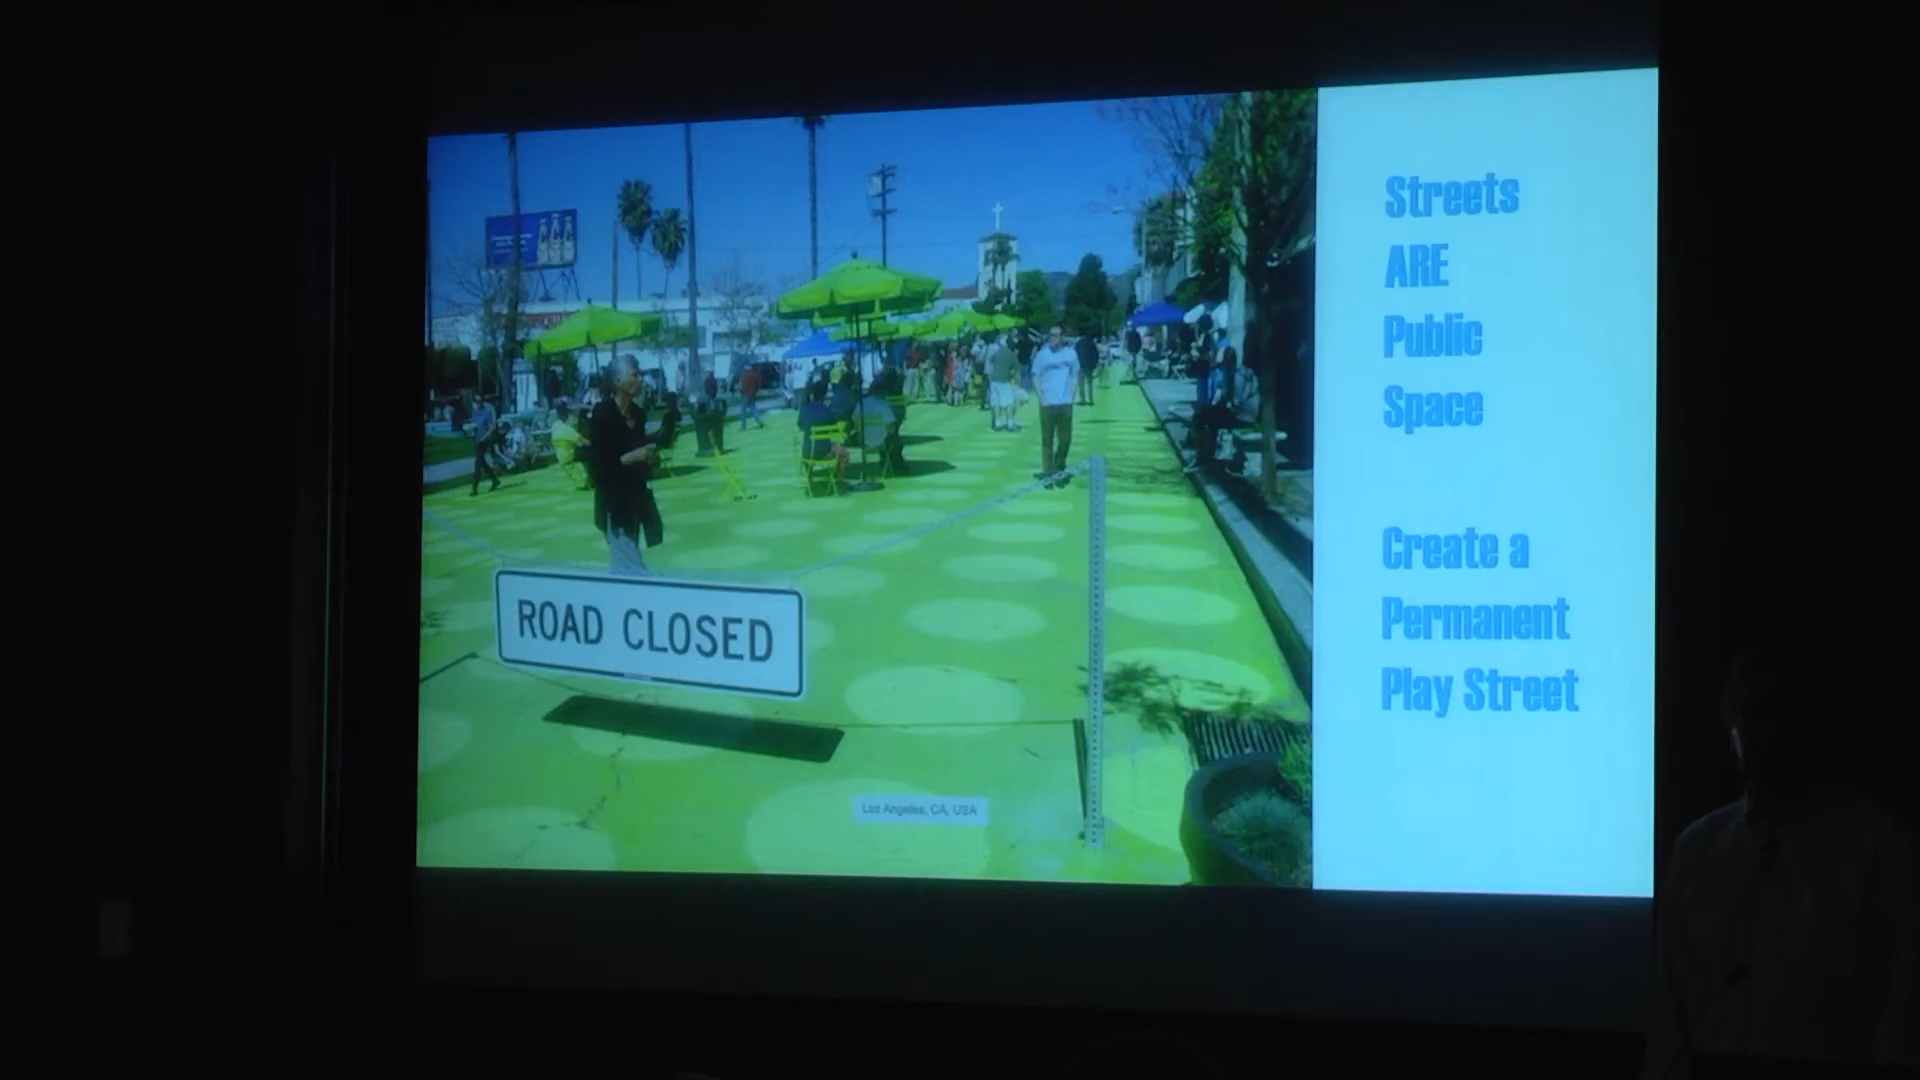 Streets
ARE
Public
Space
Create a
Permanent
Play Street
ROAD CLOSED
Los Angeles, CA, USA